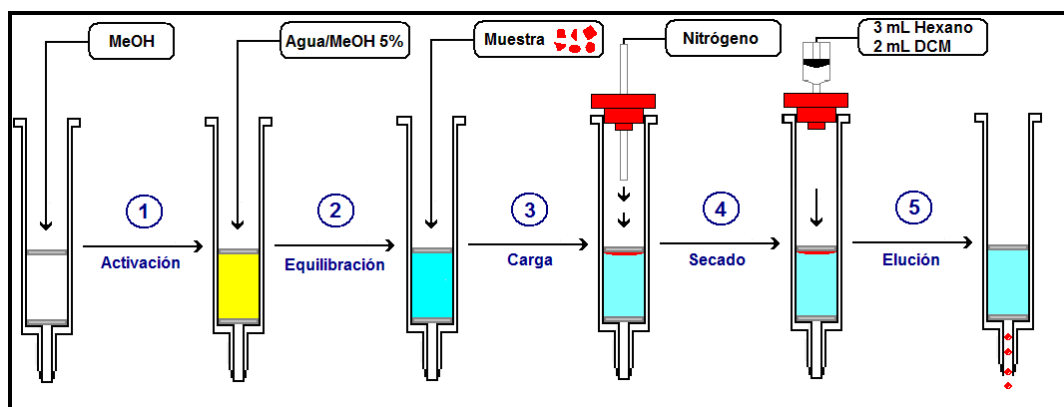 MeOH
Agua/MeOH 5%
Muestra
Nitrógeno
3 mL Hexano
2 mL DCM
1
2
3
4
5
Activación
Equilibración
Carga
Secado
Elución